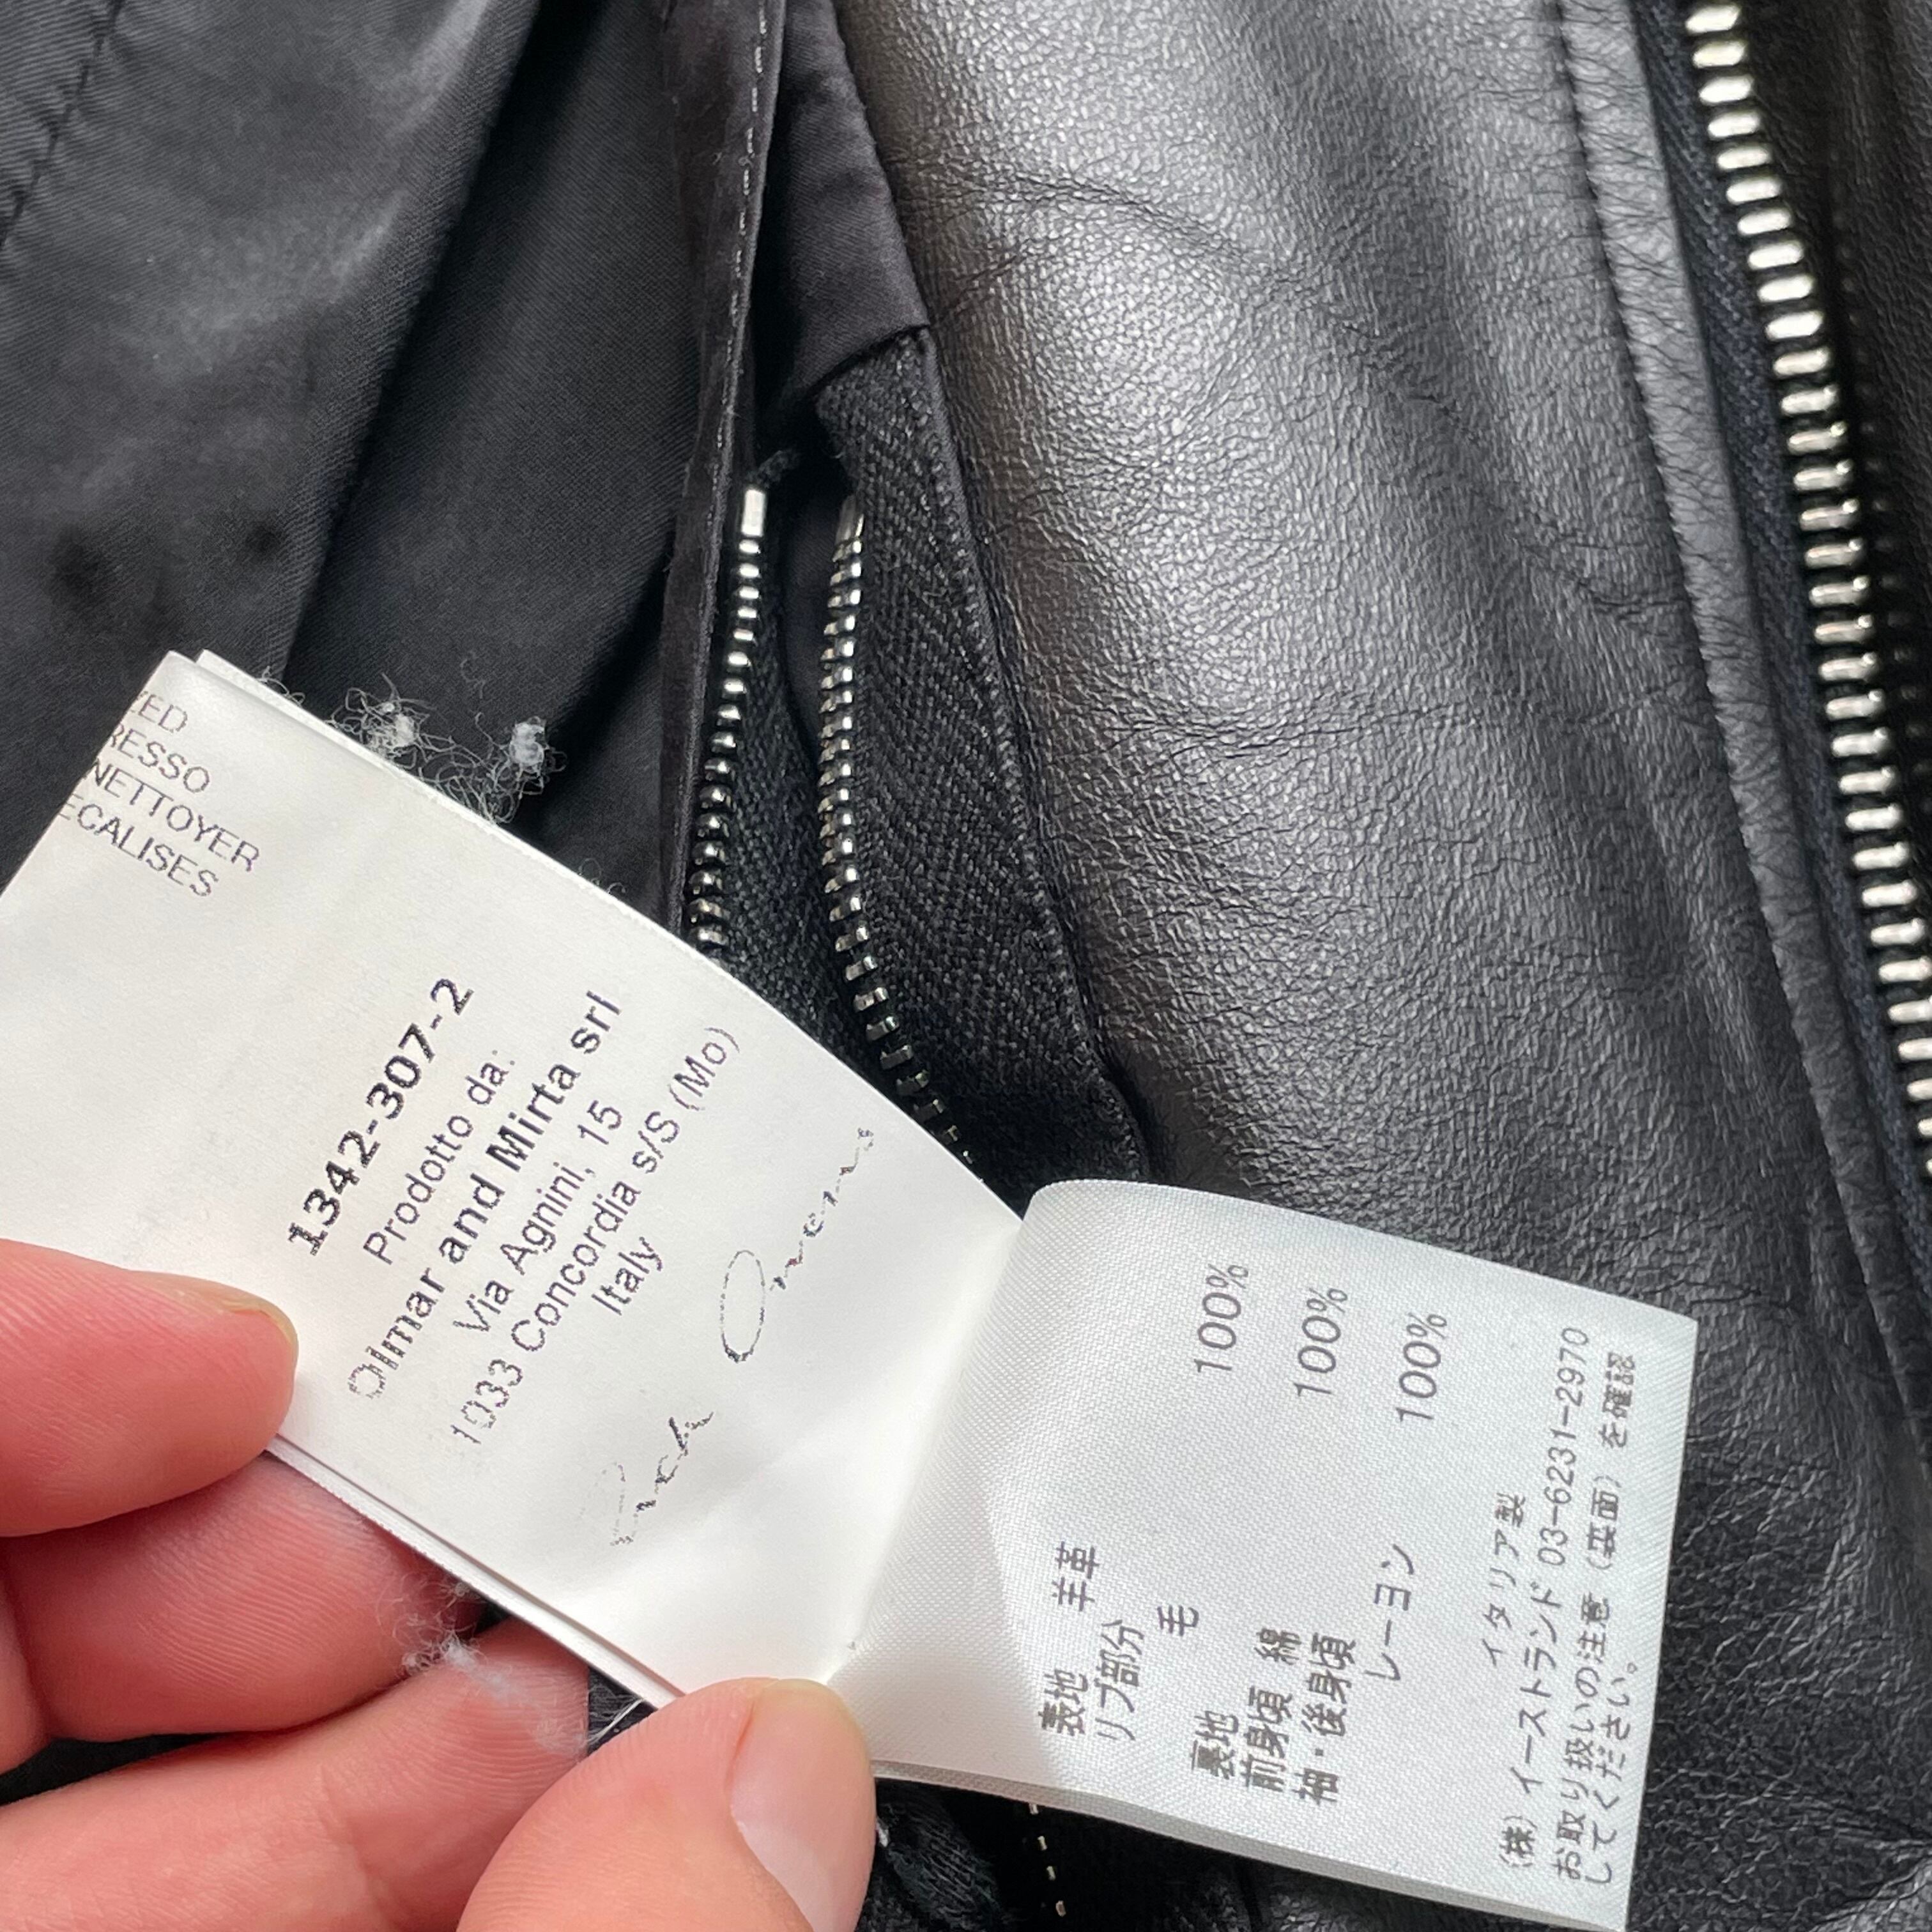 ZED
RESSO
NETTOYER
ECALISES
1342-307-2
Prodotto da:
Olmar and Mirta srl
Via Agnini, 15
1033 Concordia s/S (Mo)
Italy
Rick Owens
表地
羊革 100%
リブ部分
毛 100%
裏地
前身頃 綿 100%
袖・後身頃
レーヨン 100%
イタリア製
(株) イーストランド 03-6231-2970
お取り扱いの注意 (裏面) を確認
してください。